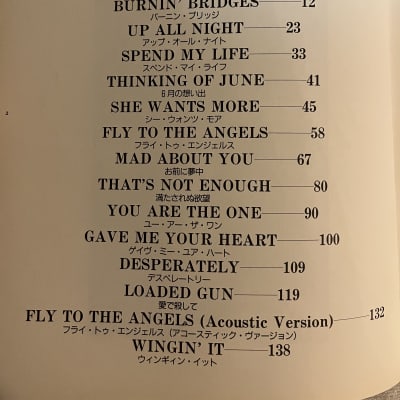 BURNIN' BRIDGES 12
バーニン・ブリッジ
UP ALL NIGHT 23
アップ・オール・ナイト
SPEND MY LIFE 33
スペンド・マイ・ライフ
THINKING OF JUNE 41
6月の想い出
SHE WANTS MORE 45
シー・ウォンツ・モア
FLY TO THE ANGELS 58
フライ・トゥ・エンジェルス
MAD ABOUT YOU 67
お前に夢中
THAT'S NOT ENOUGH 80
満たされぬ欲望
YOU ARE THE ONE 90
ユー・アー・ザ・ワン
GAVE ME YOUR HEART 100
ゲイヴ・ミー・ユア・ハート
DESPERATELY 109
デスペレートリー
LOADED GUN 119
愛で殺して
FLY TO THE ANGELS (Acoustic Version) 132
フライ・トゥ・エンジェルス (アコースティック・ヴァージョン)
WINGIN' IT 138
ウィンギィン・イット